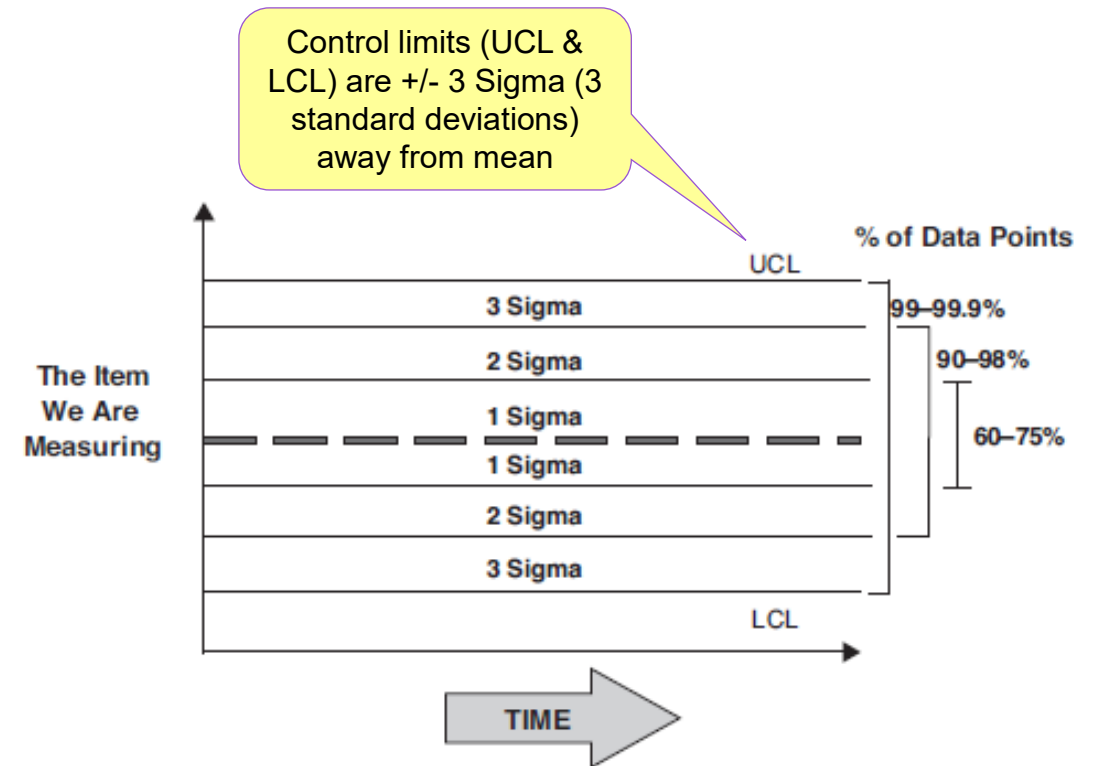 Control limits (UCL &
LCL) are +/- 3 Sigma (3
standard deviations)
away from mean
% of Data Points
UCL
3 Sigma
99–99.9%
2 Sigma
90–98%
The Item
We Are
Measuring
1 Sigma
1 Sigma
60–75%
2 Sigma
3 Sigma
LCL
TIME